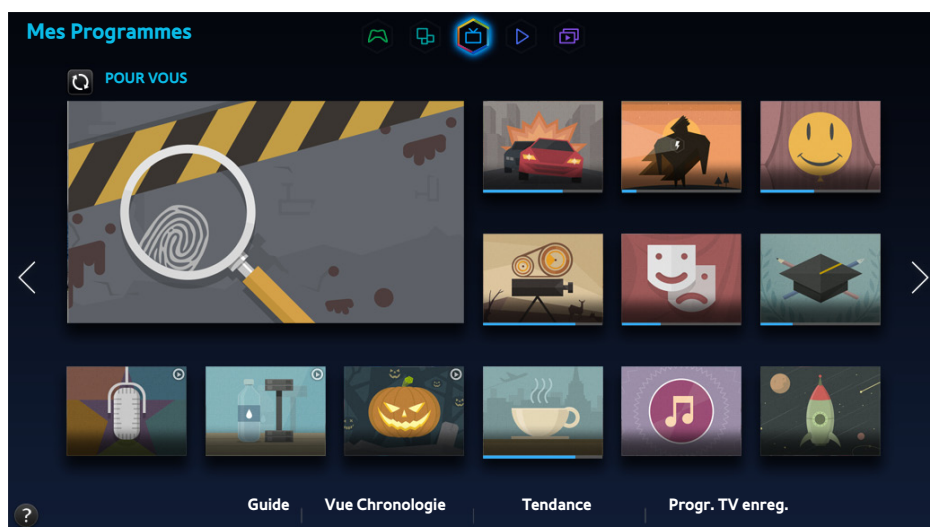 Mes Programmes
POUR VOUS
Guide
Vue Chronologie
Tendance
Progr. TV enreg.
?